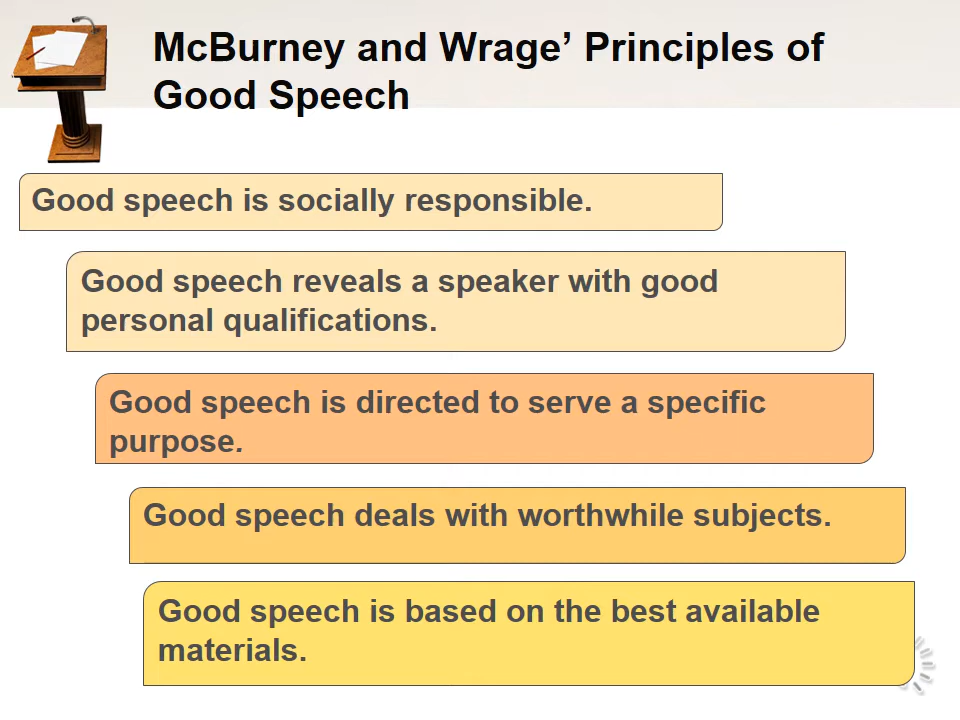 McBurney and Wrage’ Principles of
Good Speech
Good speech is socially responsible.
Good speech reveals a speaker with good
personal qualifications.
Good speech is directed to serve a specific
purpose.
Good speech deals with worthwhile subjects.
Good speech is based on the best available
materials.